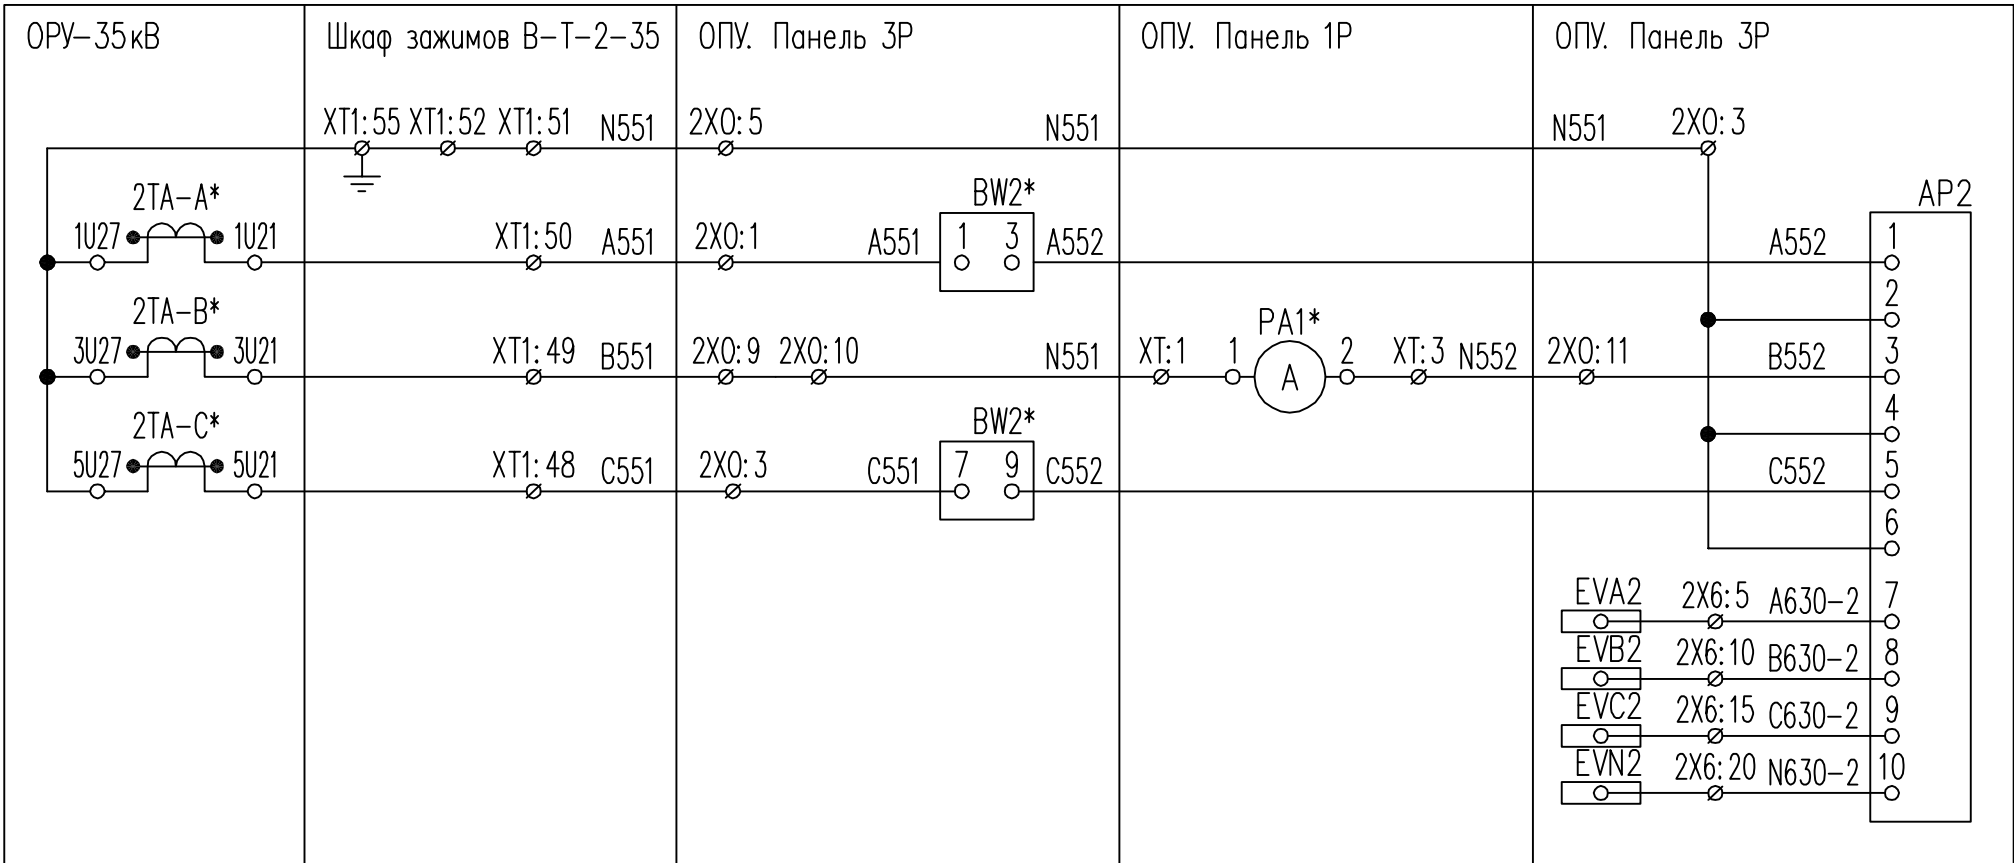 ОРУ-35кВ
Шкаф зажимов В-Т-2-35
ОПУ. Панель 3Р
ОПУ. Панель 1Р
ОПУ. Панель 3Р
XT1:55 XT1:52 XT1:51 N551 2X0:5 N551 N551 2X0:3
2TA-A* BW2* AP2
1U27 1U21 XT1:50 A551 2X0:1 A551 1 3 A552 A552 1
2
2TA-B* PA1*
3U27 3U21 XT1:49 B551 2X0:9 2X0:10 N551 XT:1 1 A 2 XT:3 N552 2X0:11 B552 3
4
2TA-C* BW2*
5U27 5U21 XT1:48 C551 2X0:3 C551 7 9 C552 C552 5
6
EVA2 2X6:5 A630-2 7
EVB2 2X6:10 B630-2 8
EVC2 2X6:15 C630-2 9
EVN2 2X6:20 N630-2 10